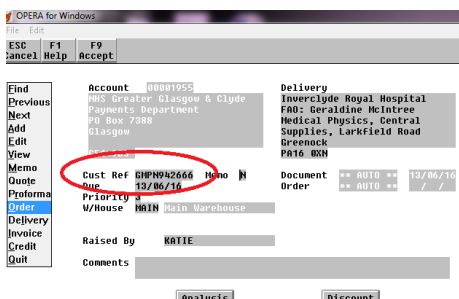 OPERA for Windows
File Edit
ESC F1 F9
Cancel Help Accept
Find
Previous
Next
Add
Edit
View
Memo
Quote
Proforma
Order
Delivery
Invoice
Credit
Quit
Account 00001955
NHS Greater Glasgow & Clyde
Payments Department
PO Box 7388
Glasgow
Cust Ref GMPN942666 Memo N
Due 13/06/16
Priority 3
W/House MAIN Main Warehouse
Raised By KATIE
Comments
Delivery
Inverclyde Royal Hospital
FAO: Geraldine McIntree
Medical Physics, Central
Supplies, Larkfield Road
Greenock
PA16 0XN
Document ** AUTO ** 13/06/16
Order ** AUTO ** / /
Analysis Discount